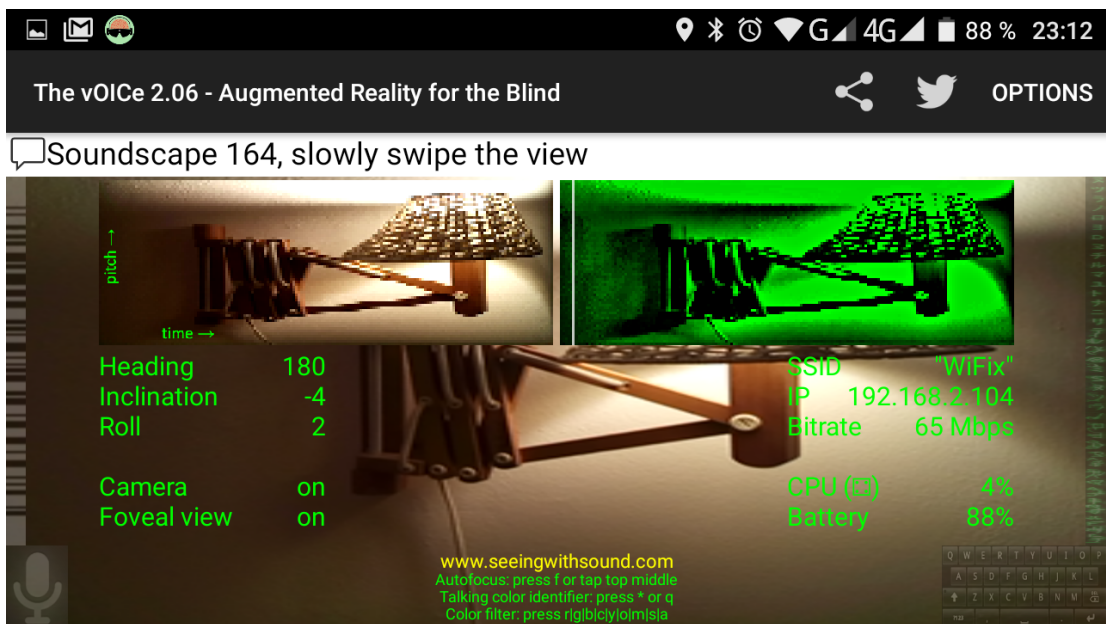 G 4G 88 % 23:12
The vOICe 2.06 - Augmented Reality for the Blind
OPTIONS
Soundscape 164, slowly swipe the view
pitch →
time →
Heading 180
Inclination -4
Roll 2
Camera on
Foveal view on
SSID "WiFix"
IP 192.168.2.104
Bitrate 65 Mbps
CPU 4%
Battery 88%
www.seeingwithsound.com
Autofocus: press f or tap top middle
Talking color identifier: press * or q
Color filter: press r|g|b|c|y|o|m|s|a
Q W E R T Y U I O P
A S D F G H J K L
Z X C V B N M